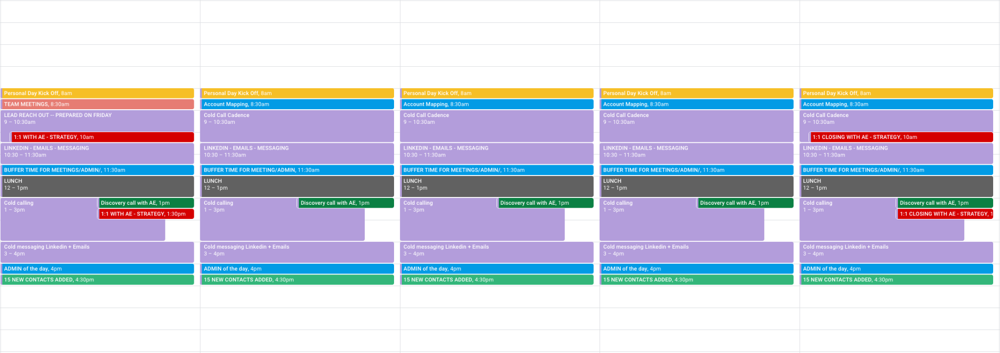 Personal Day Kick Off, 8am
TEAM MEETINGS, 8:30am
LEAD REACH OUT -- PREPARED ON FRIDAY
9 – 10:30am
1:1 WITH AE - STRATEGY, 10am
LINKEDIN - EMAILS - MESSAGING
10:30 – 11:30am
BUFFER TIME FOR MEETINGS/ADMIN/, 11:30am
LUNCH
12 – 1pm
Cold calling
1 – 3pm
Discovery call with AE, 1pm
1:1 WITH AE - STRATEGY, 1:30pm
Cold messaging Linkedin + Emails
3 – 4pm
ADMIN of the day, 4pm
15 NEW CONTACTS ADDED, 4:30pm
Personal Day Kick Off, 8am
Account Mapping, 8:30am
Cold Call Cadence
9 – 10:30am
LINKEDIN - EMAILS - MESSAGING
10:30 – 11:30am
BUFFER TIME FOR MEETING/ADMIN, 11:30am
LUNCH
12 – 1pm
Cold calling
1 – 3pm
Discovery call with AE, 1pm
Cold messaging Linkedin + Emails
3 – 4pm
ADMIN of the day, 4pm
15 NEW CONTACTS ADDED, 4:30pm
Personal Day Kick Off, 8am
Account Mapping, 8:30am
Cold Call Cadence
9 – 10:30am
LINKEDIN - EMAILS - MESSAGING
10:30 – 11:30am
BUFFER TIME FOR MEETINGS/ADMIN/, 11:30am
LUNCH
12 – 1pm
Cold calling
1 – 3pm
Discovery call with AE, 1pm
Cold messaging Linkedin + Emails
3 – 4pm
ADMIN of the day, 4pm
15 NEW CONTACTS ADDED, 4:30pm
Personal Day Kick Off, 8am
Account Mapping, 8:30am
Cold Call Cadence
9 – 10:30am
LINKEDIN - EMAILS - MESSAGING
10:30 – 11:30am
BUFFER TIME FOR MEETINGS/ADMIN/, 11:30am
LUNCH
12 – 1pm
Cold calling
1 – 3pm
Discovery call with AE, 1pm
Cold messaging Linkedin + Emails
3 – 4pm
ADMIN of the day, 4pm
15 NEW CONTACTS ADDED, 4:30pm
Personal Day Kick Off, 8am
Account Mapping, 8:30am
Cold Call Cadence
9 – 10:30am
1:1 CLOSING WITH AE - STRATEGY, 10am
LINKEDIN - EMAILS - MESSAGING
10:30 – 11:30am
BUFFER TIME FOR MEETINGS/ADMIN/, 11:30am
LUNCH
12 – 1pm
Cold calling
1 – 3pm
Discovery call with AE, 1pm
1:1 CLOSING WITH AE - STRATEGY, 1
Cold messaging Linkedin + Emails
3 – 4pm
ADMIN of the day, 4pm
15 NEW CONTACTS ADDED, 4:30pm